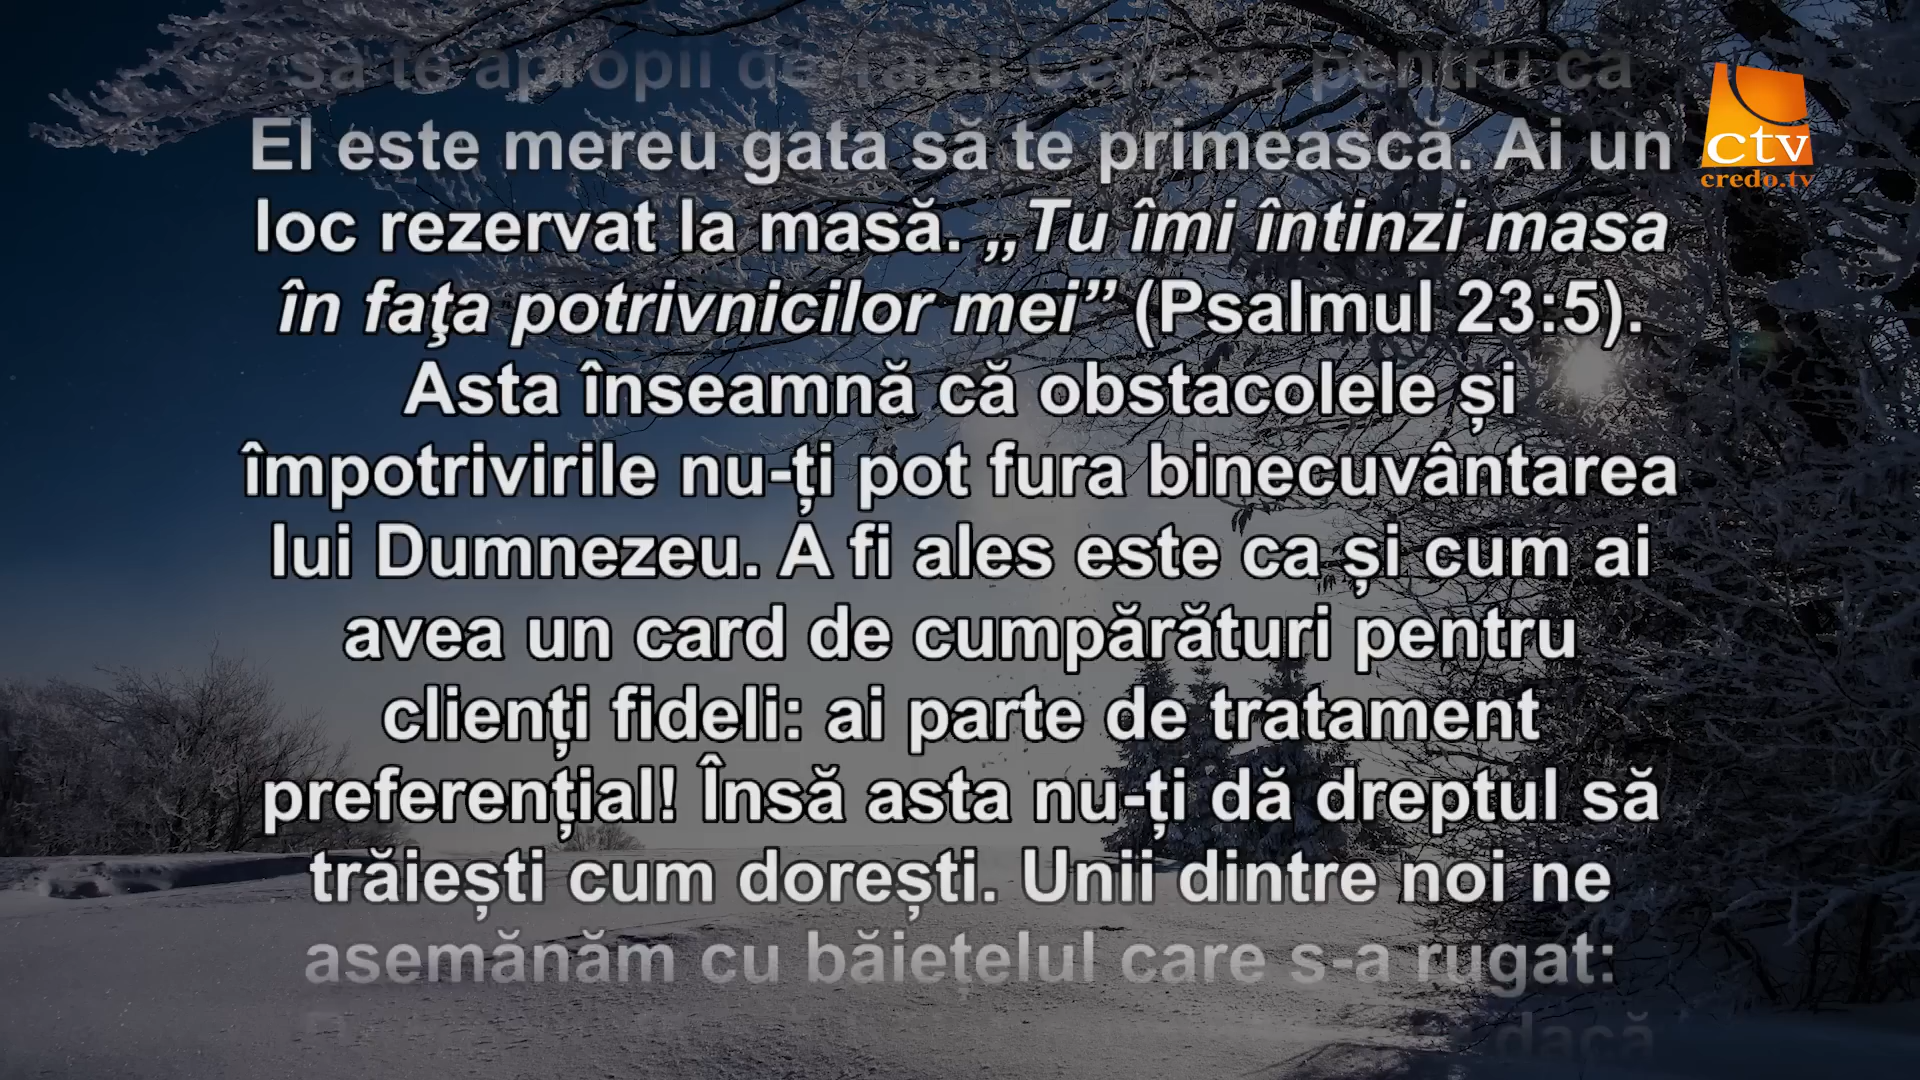 să te apropii de Tatăl Ceresc, pentru că
El este mereu gata să te primească. Ai un
loc rezervat la masă. „Tu îmi întinzi masa
în faţa potrivnicilor mei” (Psalmul 23:5).
Asta înseamnă că obstacolele și
împotrivirile nu-ți pot fura binecuvântarea
lui Dumnezeu. A fi ales este ca și cum ai
avea un card de cumpărături pentru
clienți fideli: ai parte de tratament
preferențial! Însă asta nu-ți dă dreptul să
trăiești cum dorești. Unii dintre noi ne
asemănăm cu băiețelul care s-a rugat:
dacă
ctv
credo.tv